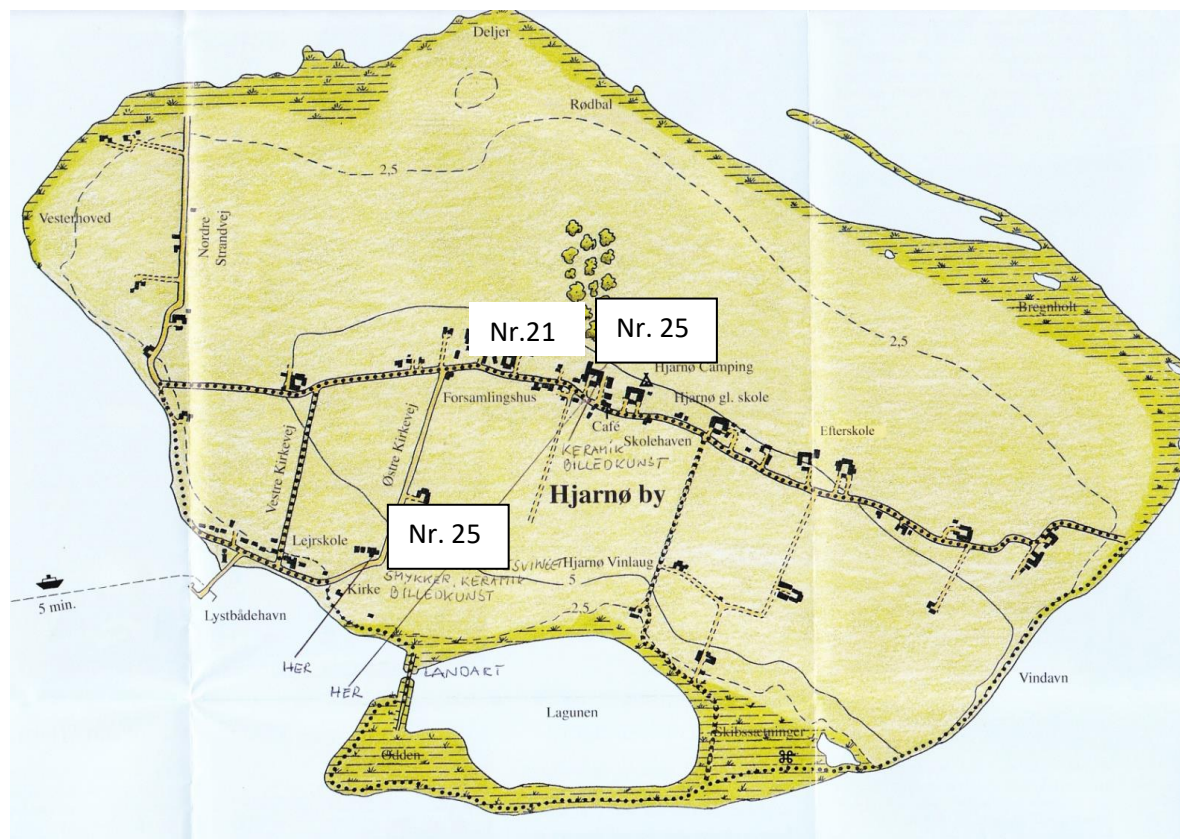 Deljer
Rødbal
2,5
Vesterhoved
Nordre
Strandvej
Bregnholt
2,5
Nr.21
Nr. 25
Hjarnø Camping
Forsamlingshus
Hjarnø gl. skole
Café
Skolehaven
Efterskole
KERAMIK
BILLEDKUNST
Vestre Kirkevej
Østre Kirkevej
Hjarnø by
Nr. 25
Lejrskole
Hjarnø Vinlaug
SVINGET
SMYKKER, KERAMIK
BILLEDKUNST
5
Kirke
5 min.
Lystbådehavn
2,5
HER
LANDART
HER
Vindavn
Lagunen
Skibssætninger
Odden